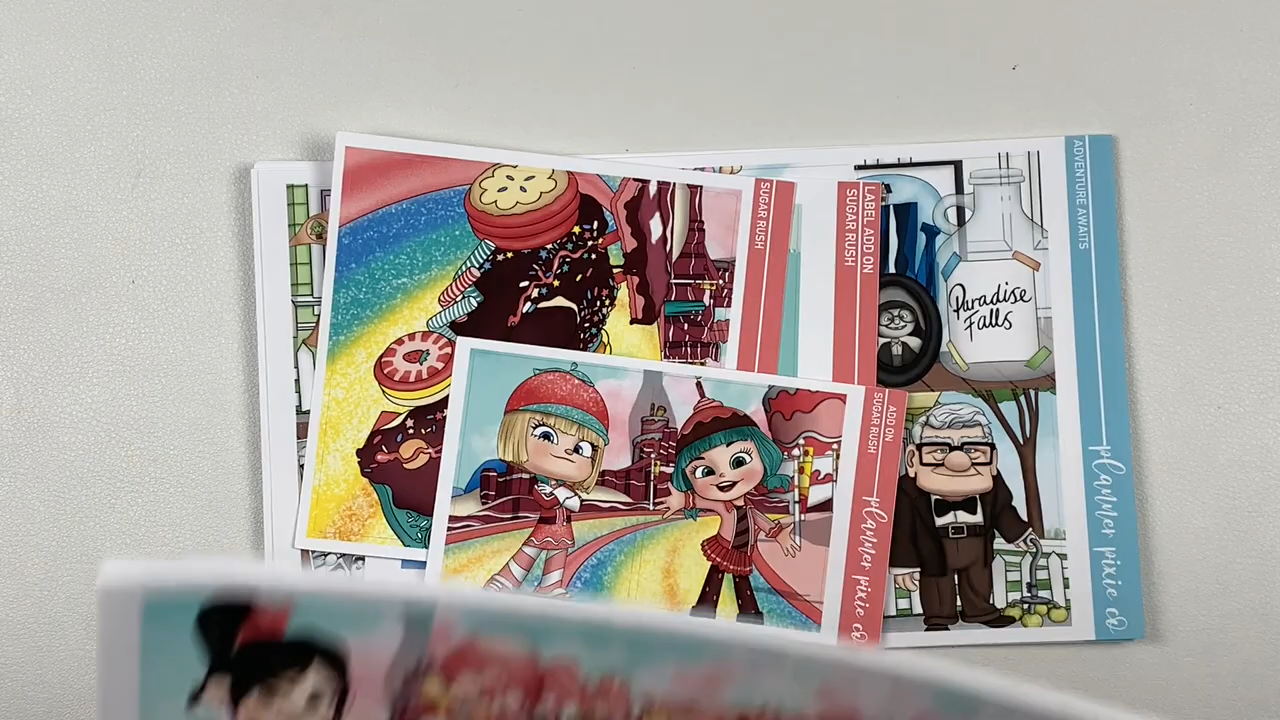 SUGAR RUSH
LABEL ADD ON
SUGAR RUSH
ADVENTURE AWAITS
Paradise
Falls
ADD ON
SUGAR RUSH
planner pixie co
planner pixie co